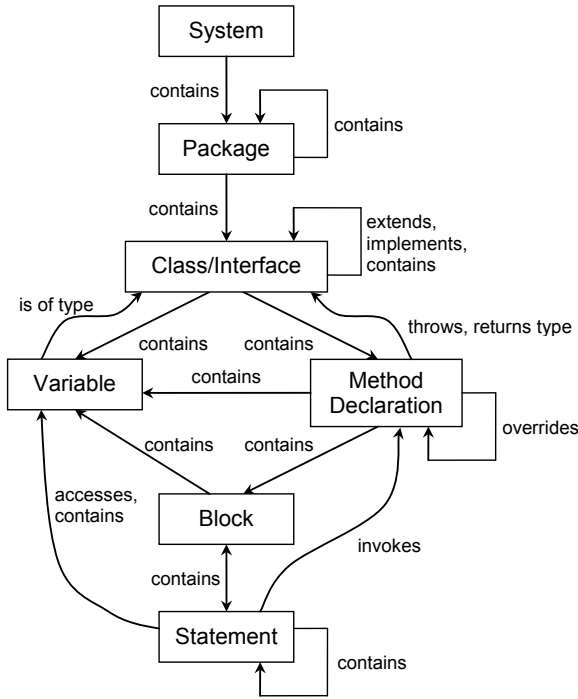 System
contains
contains
Package
contains
extends,
implements,
contains
Class/Interface
is of type
throws, returns type
contains
contains
Variable
contains
Method
Declaration
overrides
contains
contains
accesses,
contains
Block
invokes
contains
Statement
contains